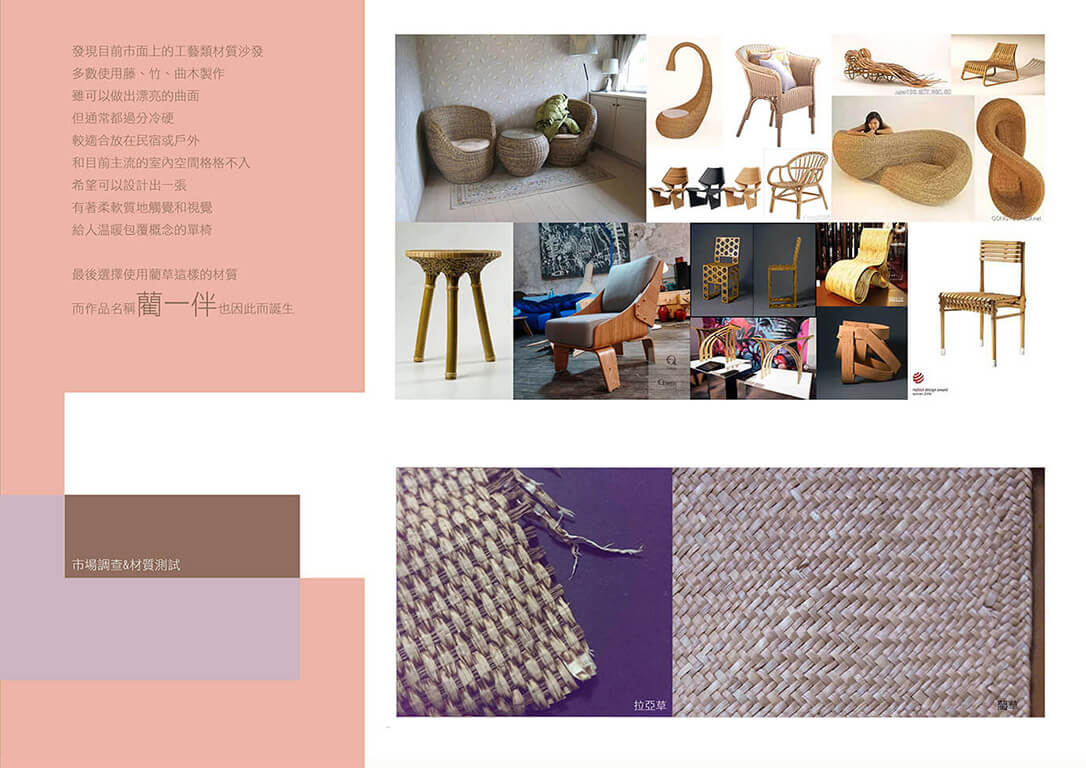 發現目前市面上的工藝類材質沙發
多數使用藤、竹、曲木製作
雖可以做出漂亮的曲面
但通常都過分冷硬
較適合放在民宿或戶外
和目前主流的室內空間格格不入
希望可以設計出一張
有著柔軟質地觸覺和視覺
給人温暖包覆概念的單椅
最後選擇使用藺草這樣的材質
而作品名稱藺一伴也因此而誕生
市場調查&材質測試
reddot design award
拉亞草
藺草